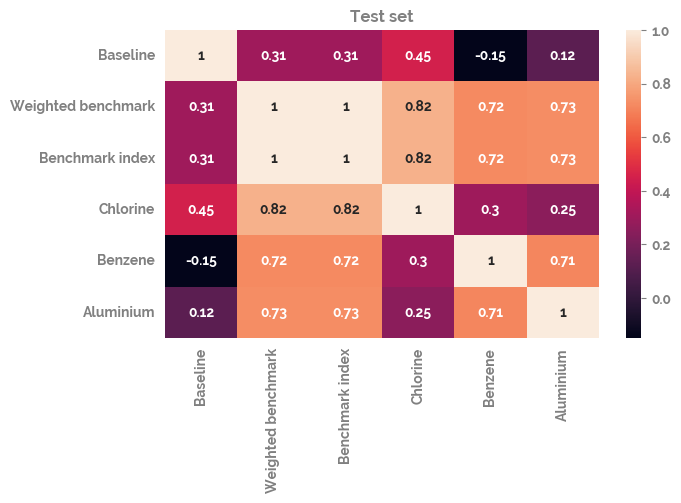 Test set
Baseline 1 0.31 0.31 0.45 -0.15 0.12
Weighted benchmark 0.31 1 1 0.82 0.72 0.73
Benchmark index 0.31 1 1 0.82 0.72 0.73
Chlorine 0.45 0.82 0.82 1 0.3 0.25
Benzene -0.15 0.72 0.72 0.3 1 0.71
Aluminium 0.12 0.73 0.73 0.25 0.71 1
Baseline
Weighted benchmark
Benchmark index
Chlorine
Benzene
Aluminium
1.0
0.8
0.6
0.4
0.2
0.0